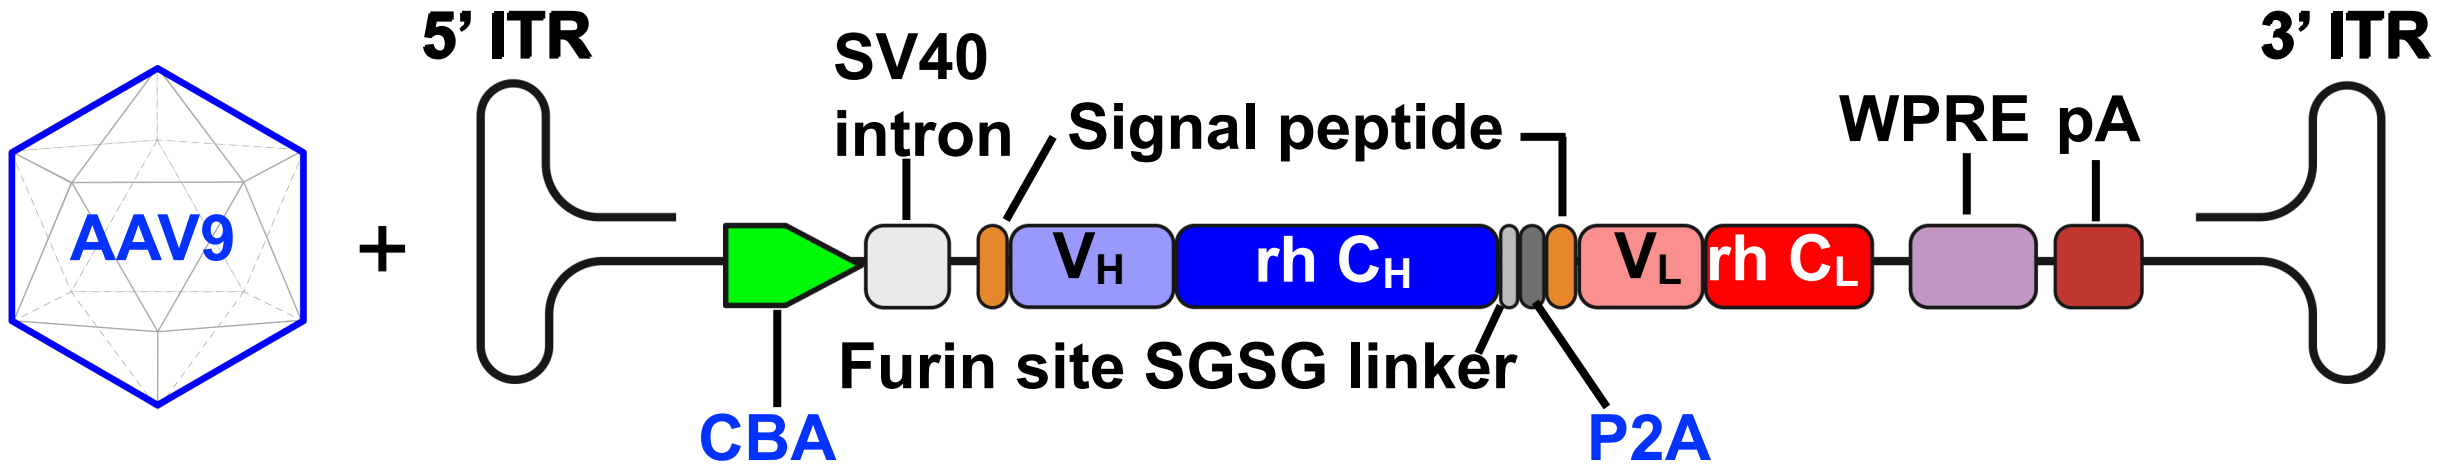 5’ ITR
3’ ITR
SV40
intron
Signal peptide
WPRE pA
AAV9
+
VH
rh CH
VL
rh CL
Furin site SGSG linker
CBA
P2A